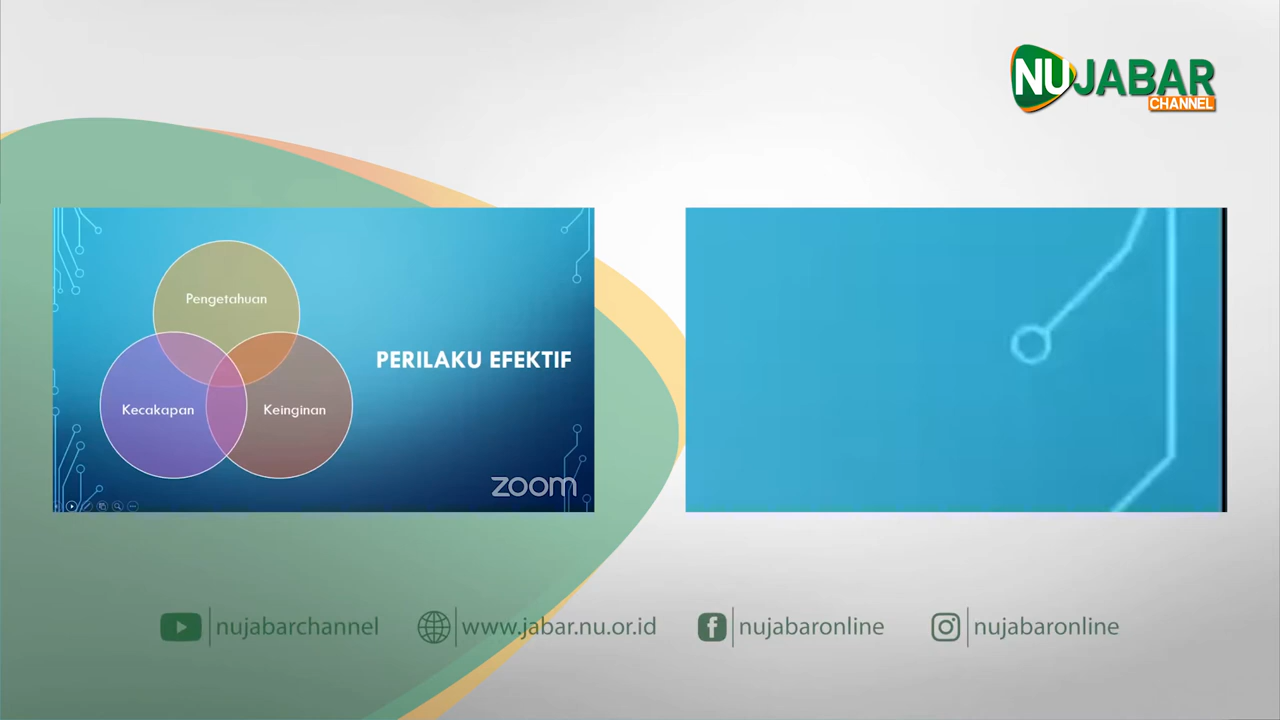 NU JABAR
CHANNEL
Pengetahuan
PERILAKU EFEKTIF
Kecakapan
Keinginan
zoom
nujabarchannel
www.jabar.nu.or.id
nujabaronline
nujabaronline